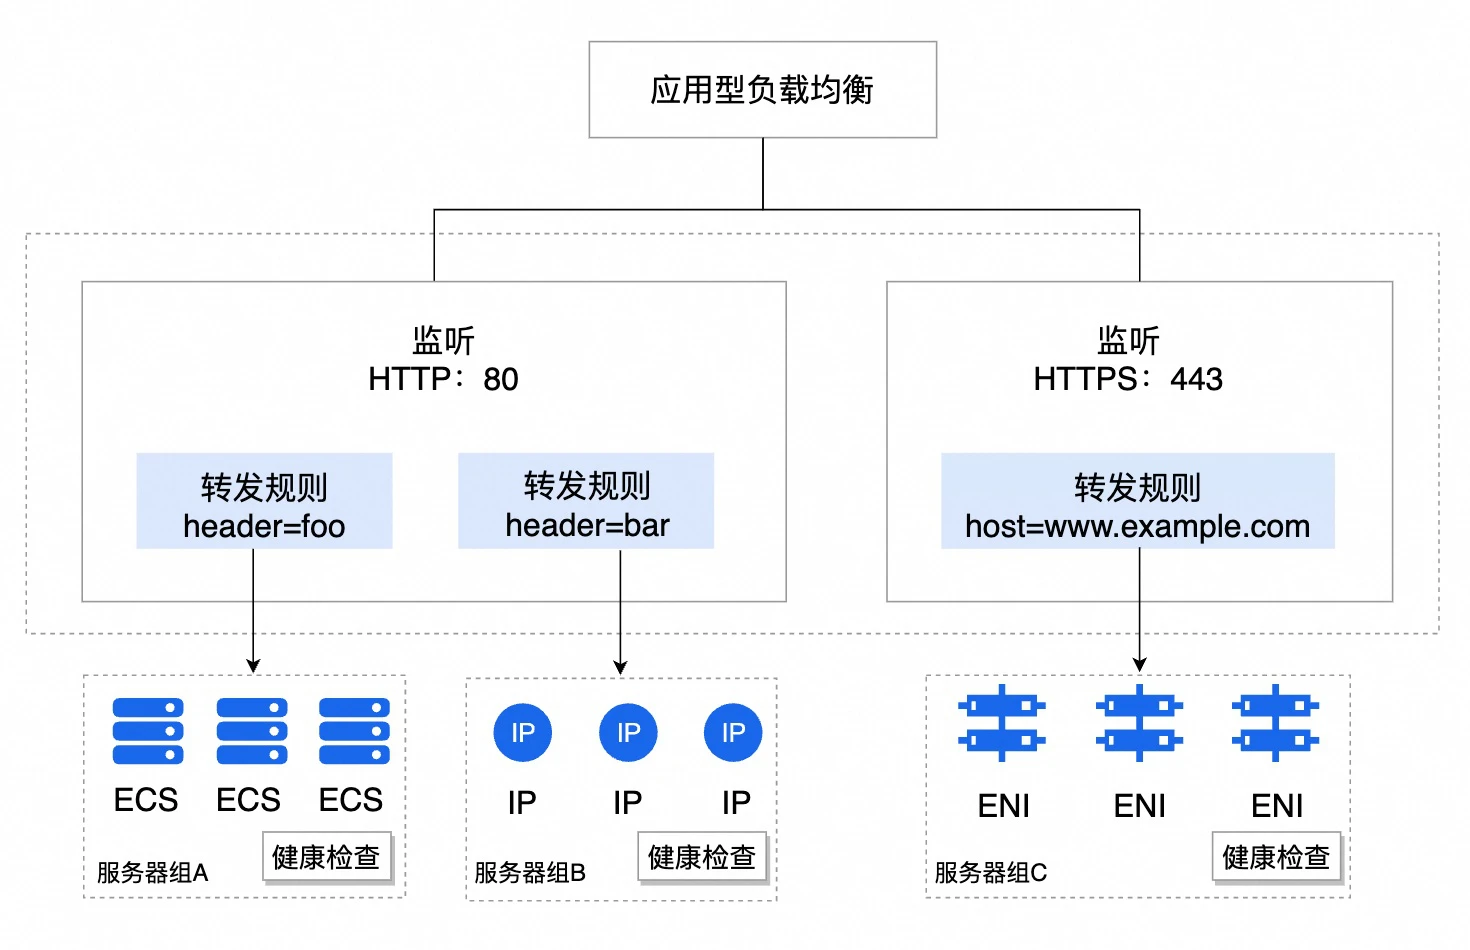 应用型负载均衡
监听
HTTP：80
监听
HTTPS：443
转发规则
header=foo
转发规则
header=bar
转发规则
host=www.example.com
ECS ECS ECS
服务器组A
健康检查
IP IP IP
IP IP IP
服务器组B
健康检查
ENI ENI ENI
服务器组C
健康检查